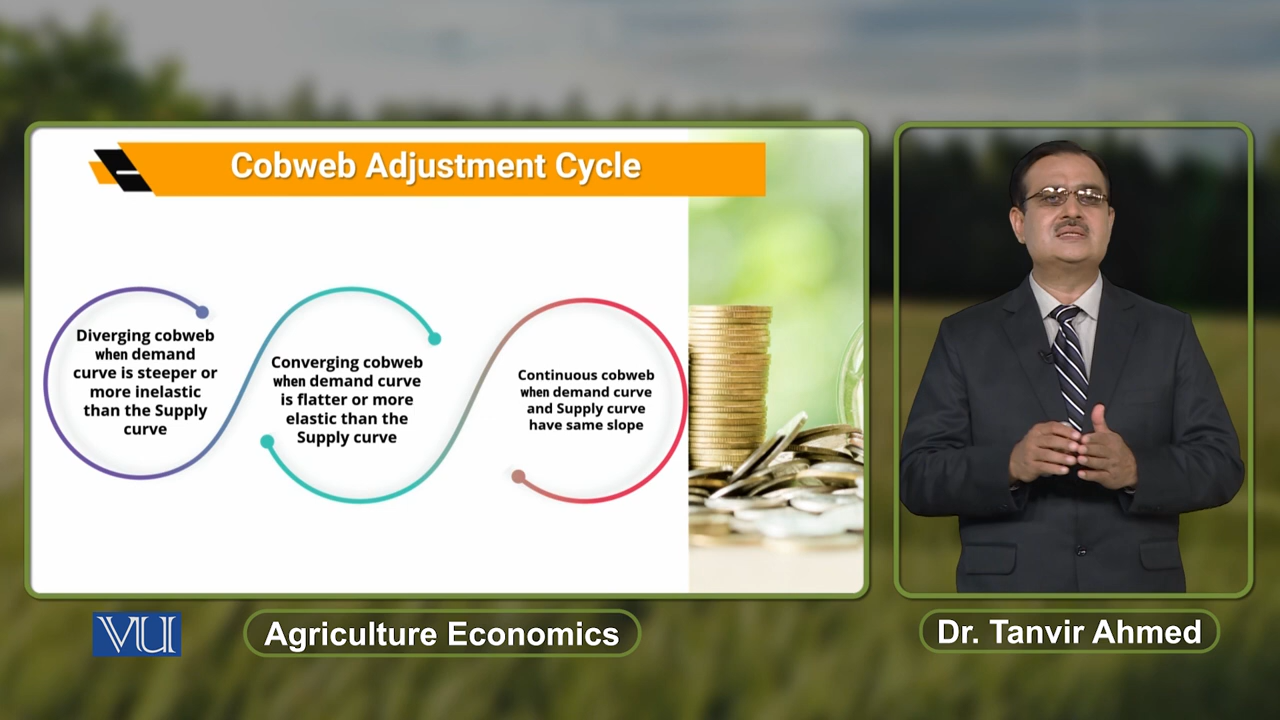 Cobweb Adjustment Cycle
Diverging cobweb
when demand
curve is steeper or
more inelastic
than the Supply
curve
Converging cobweb
when demand curve
is flatter or more
elastic than the
Supply curve
Continuous cobweb
when demand curve
and Supply curve
have same slope
VU
Agriculture Economics
Dr. Tanvir Ahmed